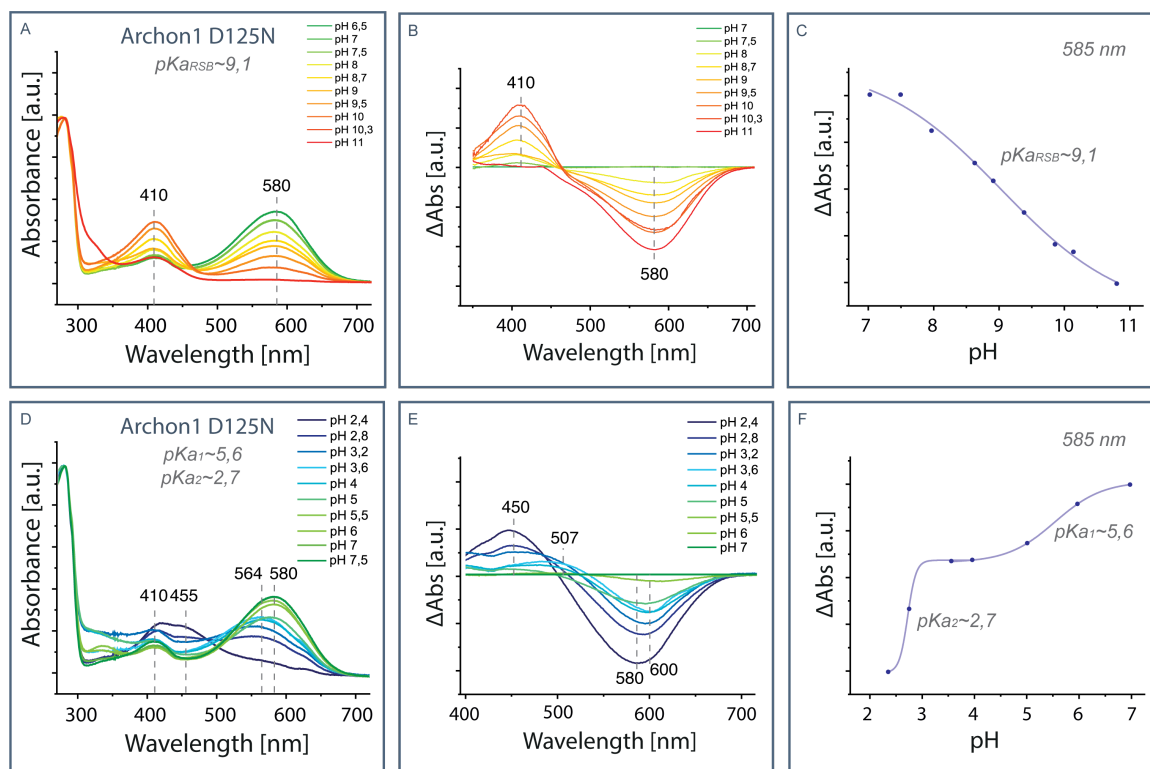 A
Archon1 D125N
pKaRSB~9,1
pH 6,5
pH 7
pH 7,5
pH 8
pH 8,7
pH 9
pH 9,5
pH 10
pH 10,3
pH 11
410
580
Absorbance [a.u.]
300
400
500
600
700
Wavelength [nm]
B
pH 7
pH 7,5
pH 8
pH 8,7
pH 9
pH 9,5
pH 10
pH 10,3
pH 11
410
580
ΔAbs [a.u.]
400
500
600
700
Wavelength [nm]
C
585 nm
pKaRSB~9,1
ΔAbs [a.u.]
7
8
9
10
11
pH
D
Archon1 D125N
pKa1~5,6
pKa2~2,7
pH 2,4
pH 2,8
pH 3,2
pH 3,6
pH 4
pH 5
pH 5,5
pH 6
pH 7
pH 7,5
410
455
564
580
Absorbance [a.u.]
300
400
500
600
700
Wavelength [nm]
E
pH 2,4
pH 2,8
pH 3,2
pH 3,6
pH 4
pH 5
pH 5,5
pH 6
pH 7
450
507
580
600
ΔAbs [a.u.]
400
500
600
700
Wavelength [nm]
F
585 nm
pKa1~5,6
pKa2~2,7
ΔAbs [a.u.]
2
3
4
5
6
7
pH